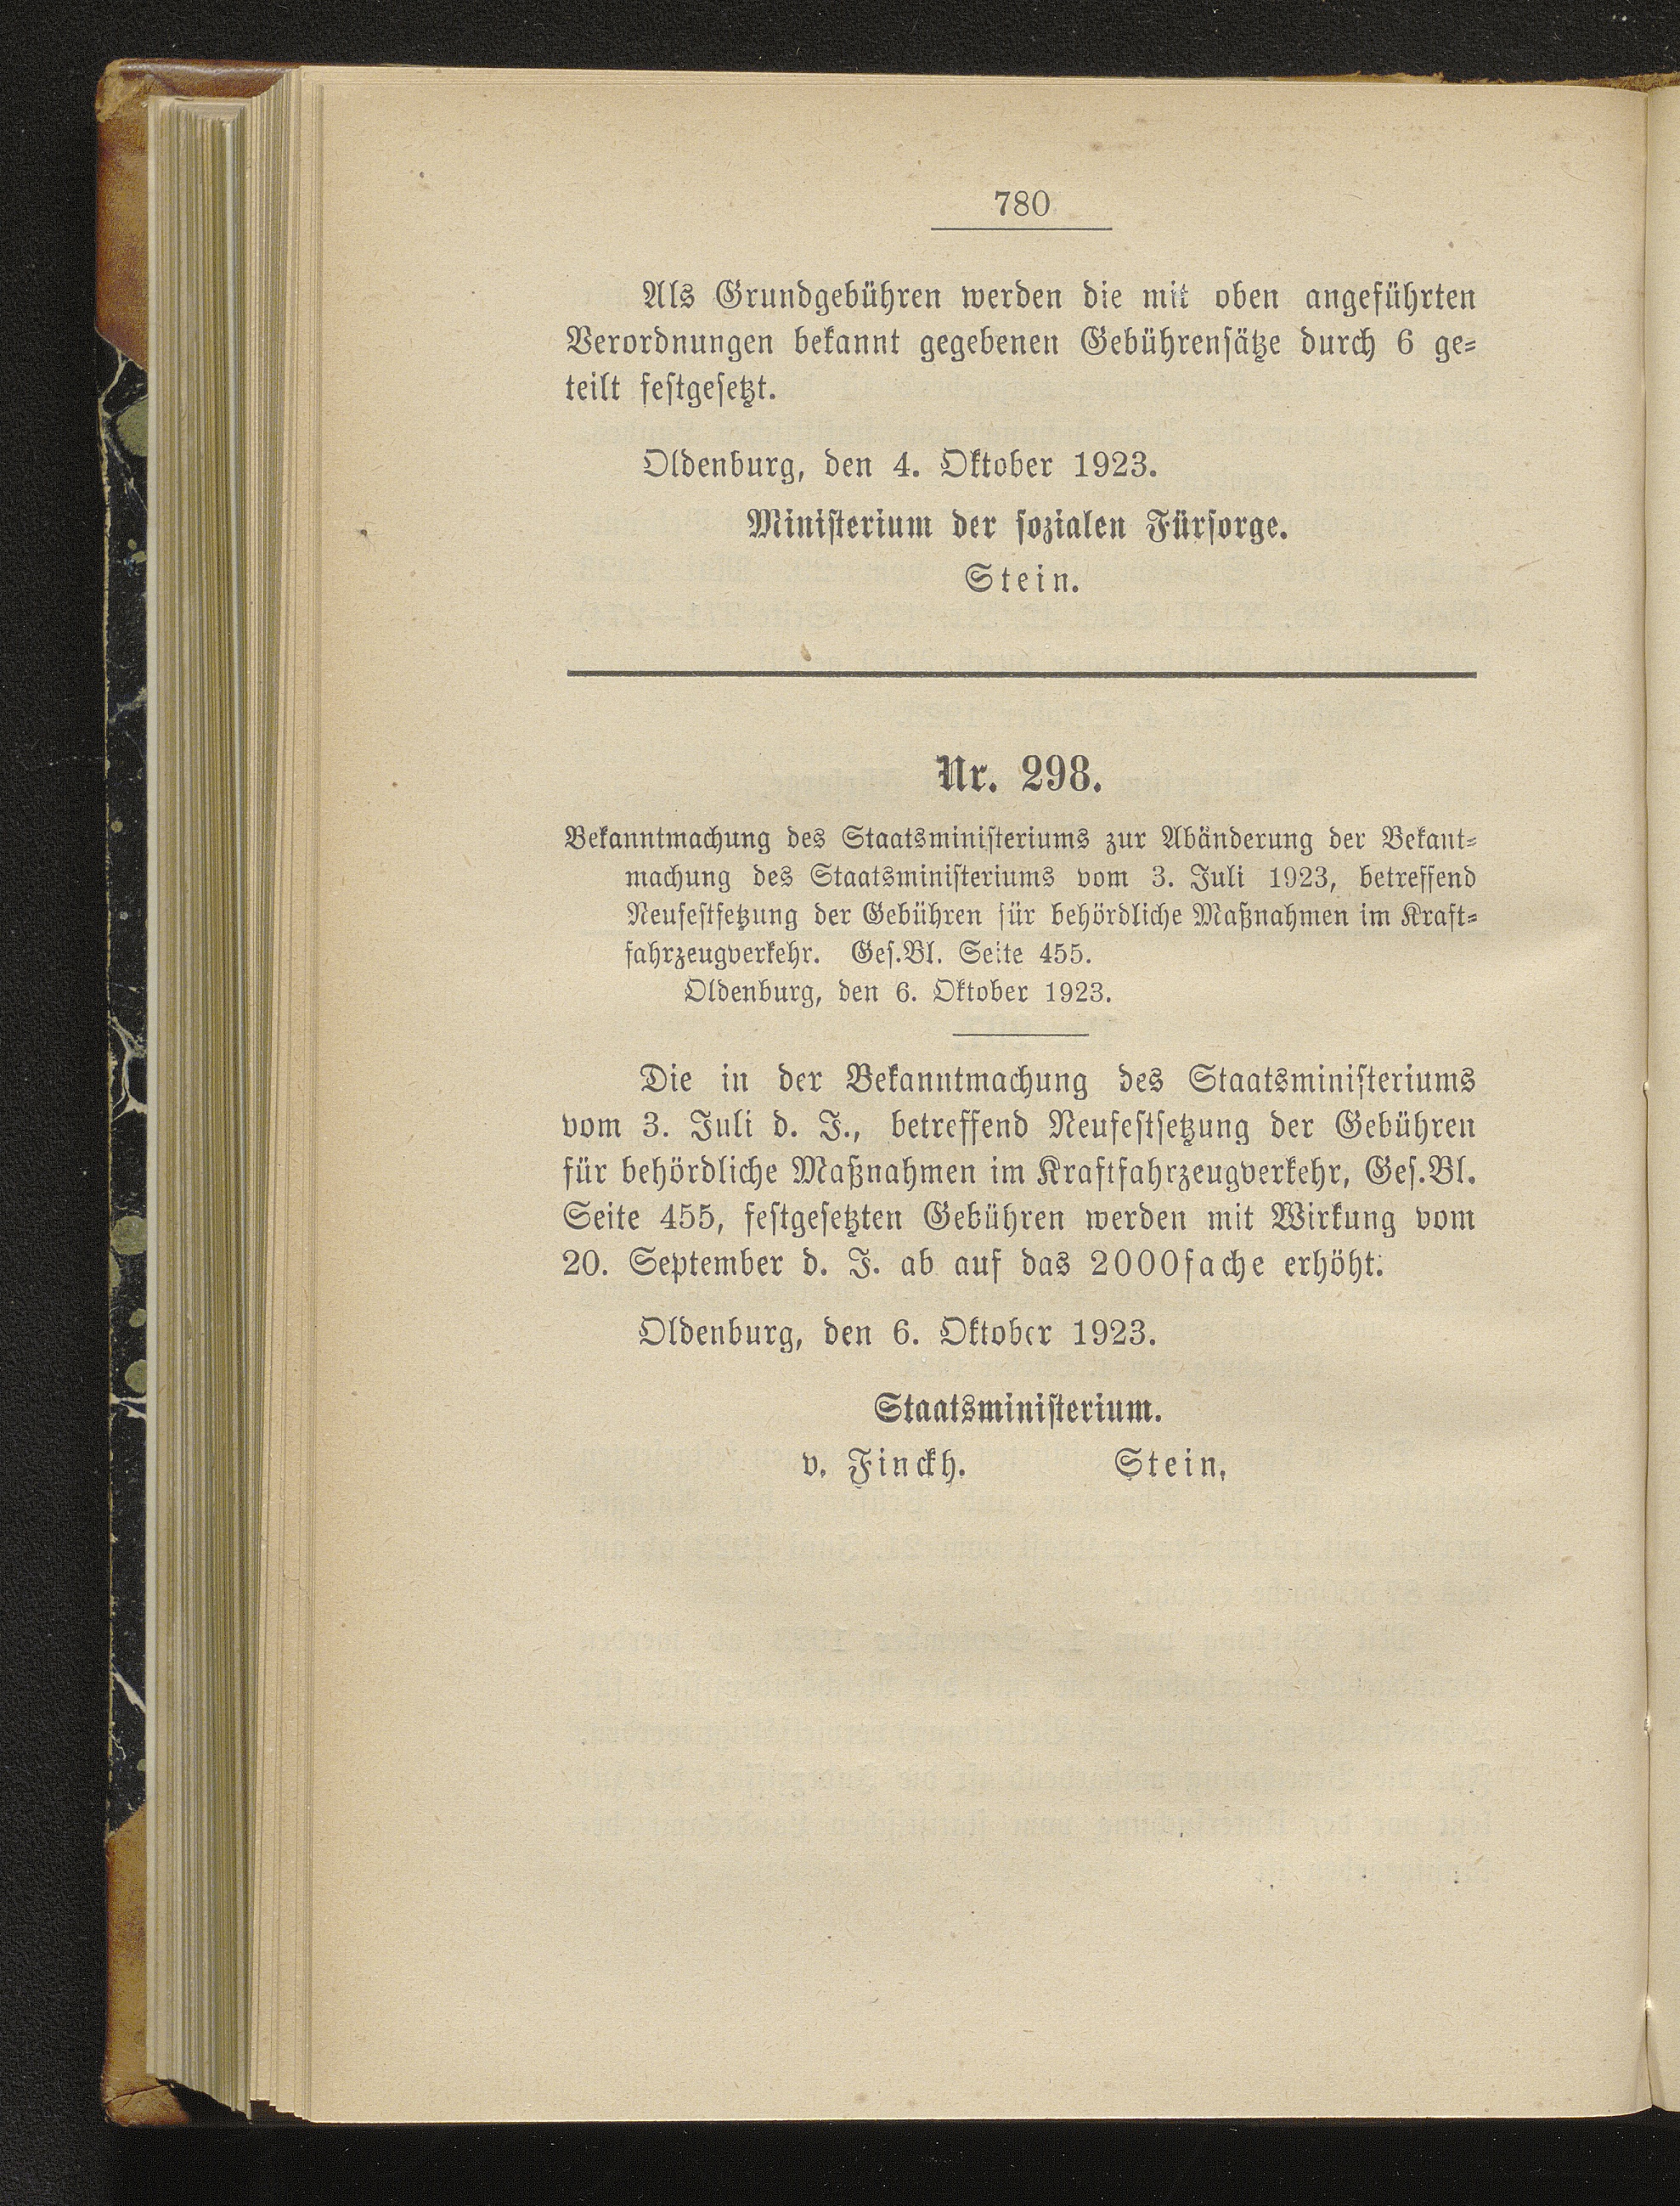 780
Als Grundgebühren werden die mit oben angeführten
Verordnungen bekannt gegebenen Gebührensätze durch 6 ge-
teilt festgesetzt.
Oldenburg, den 4. Oktober 1923.
Ministerium der sozialen Fürsorge.
Stein.
Nr. 298.
Bekanntmachung des Staatsministeriums zur Abänderung der Bekant-
machung des Staatsministeriums vom 3. Juli 1923, betreffend
Neufestsetzung der Gebühren für behördliche Maßnahmen im Kraft-
fahrzeugverkehr. Ges.Bl. Seite 455.
Oldenburg, den 6. Oktober 1923.
Die in der Bekanntmachung des Staatsministeriums
vom 3. Juli d. J., betreffend Neufestsetzung der Gebühren
für behördliche Maßnahmen im Kraftfahrzeugverkehr, Ges.Bl.
Seite 455, festgesetzten Gebühren werden mit Wirkung vom
20. September d. J. ab auf das 2000fache erhöht.
Oldenburg, den 6. Oktober 1923.
Staatsministerium.
v. Finckh. Stein.